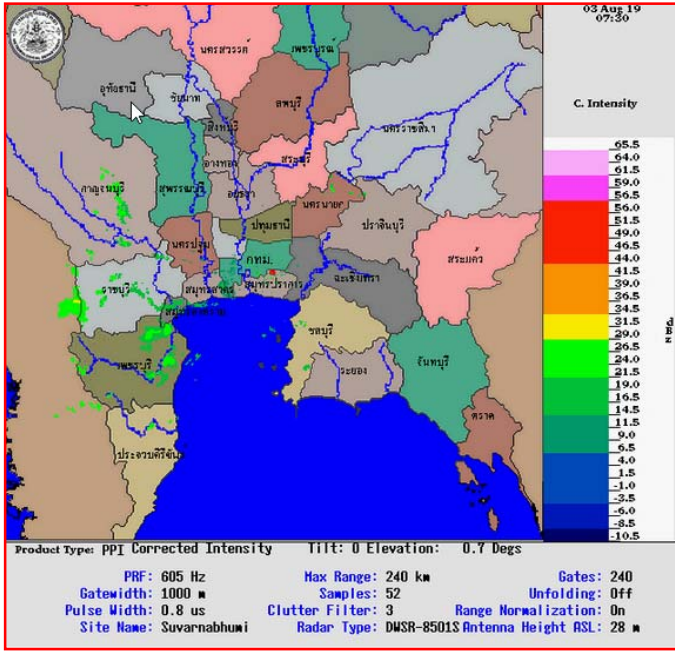 03 Aug 19
07:30
C. Intensity
นครสวรรค์
เพชรบูรณ์
อุทัยธานี
ชัยนาท
ลพบุรี
สิงห์บุรี
นครราชสีมา
อ่างทอง
สระบุรี
กาญจนบุรี
สุพรรณบุรี
อยุธยา
นครนายก
ปทุมธานี
ปราจีนบุรี
นครปฐม
กทม.
สระแก้ว
ราชบุรี
สมุทรสาคร
สมุทรปราการ
ฉะเชิงเทรา
สมุทรสงคราม
ชลบุรี
เพชรบุรี
ระยอง
จันทบุรี
ตราด
ประจวบคีรีขันธ์
65.5
64.0
61.5
59.0
56.5
56.0
51.5
49.0
46.5
44.0
41.5
39.0
36.5
34.0
31.5
29.0
26.5
24.0
21.5
19.0
16.5
14.5
11.5
9.0
6.5
4.0
1.5
-1.0
-3.5
-6.0
-8.5
-10.5
Product Type: PPI Corrected Intensity Tilt: 0 Elevation: 0.7 Degs
PRF: 605 Hz Max Range: 240 km Gates: 240
Gatewidth: 1000 m Samples: 52 Unfolding: Off
Pulse Width: 0.8 us Clutter Filter: 3 Range Normalization: On
Site Name: Suvarnabhumi Radar Type: DWSR-8501S Antenna Height ASL: 28 m